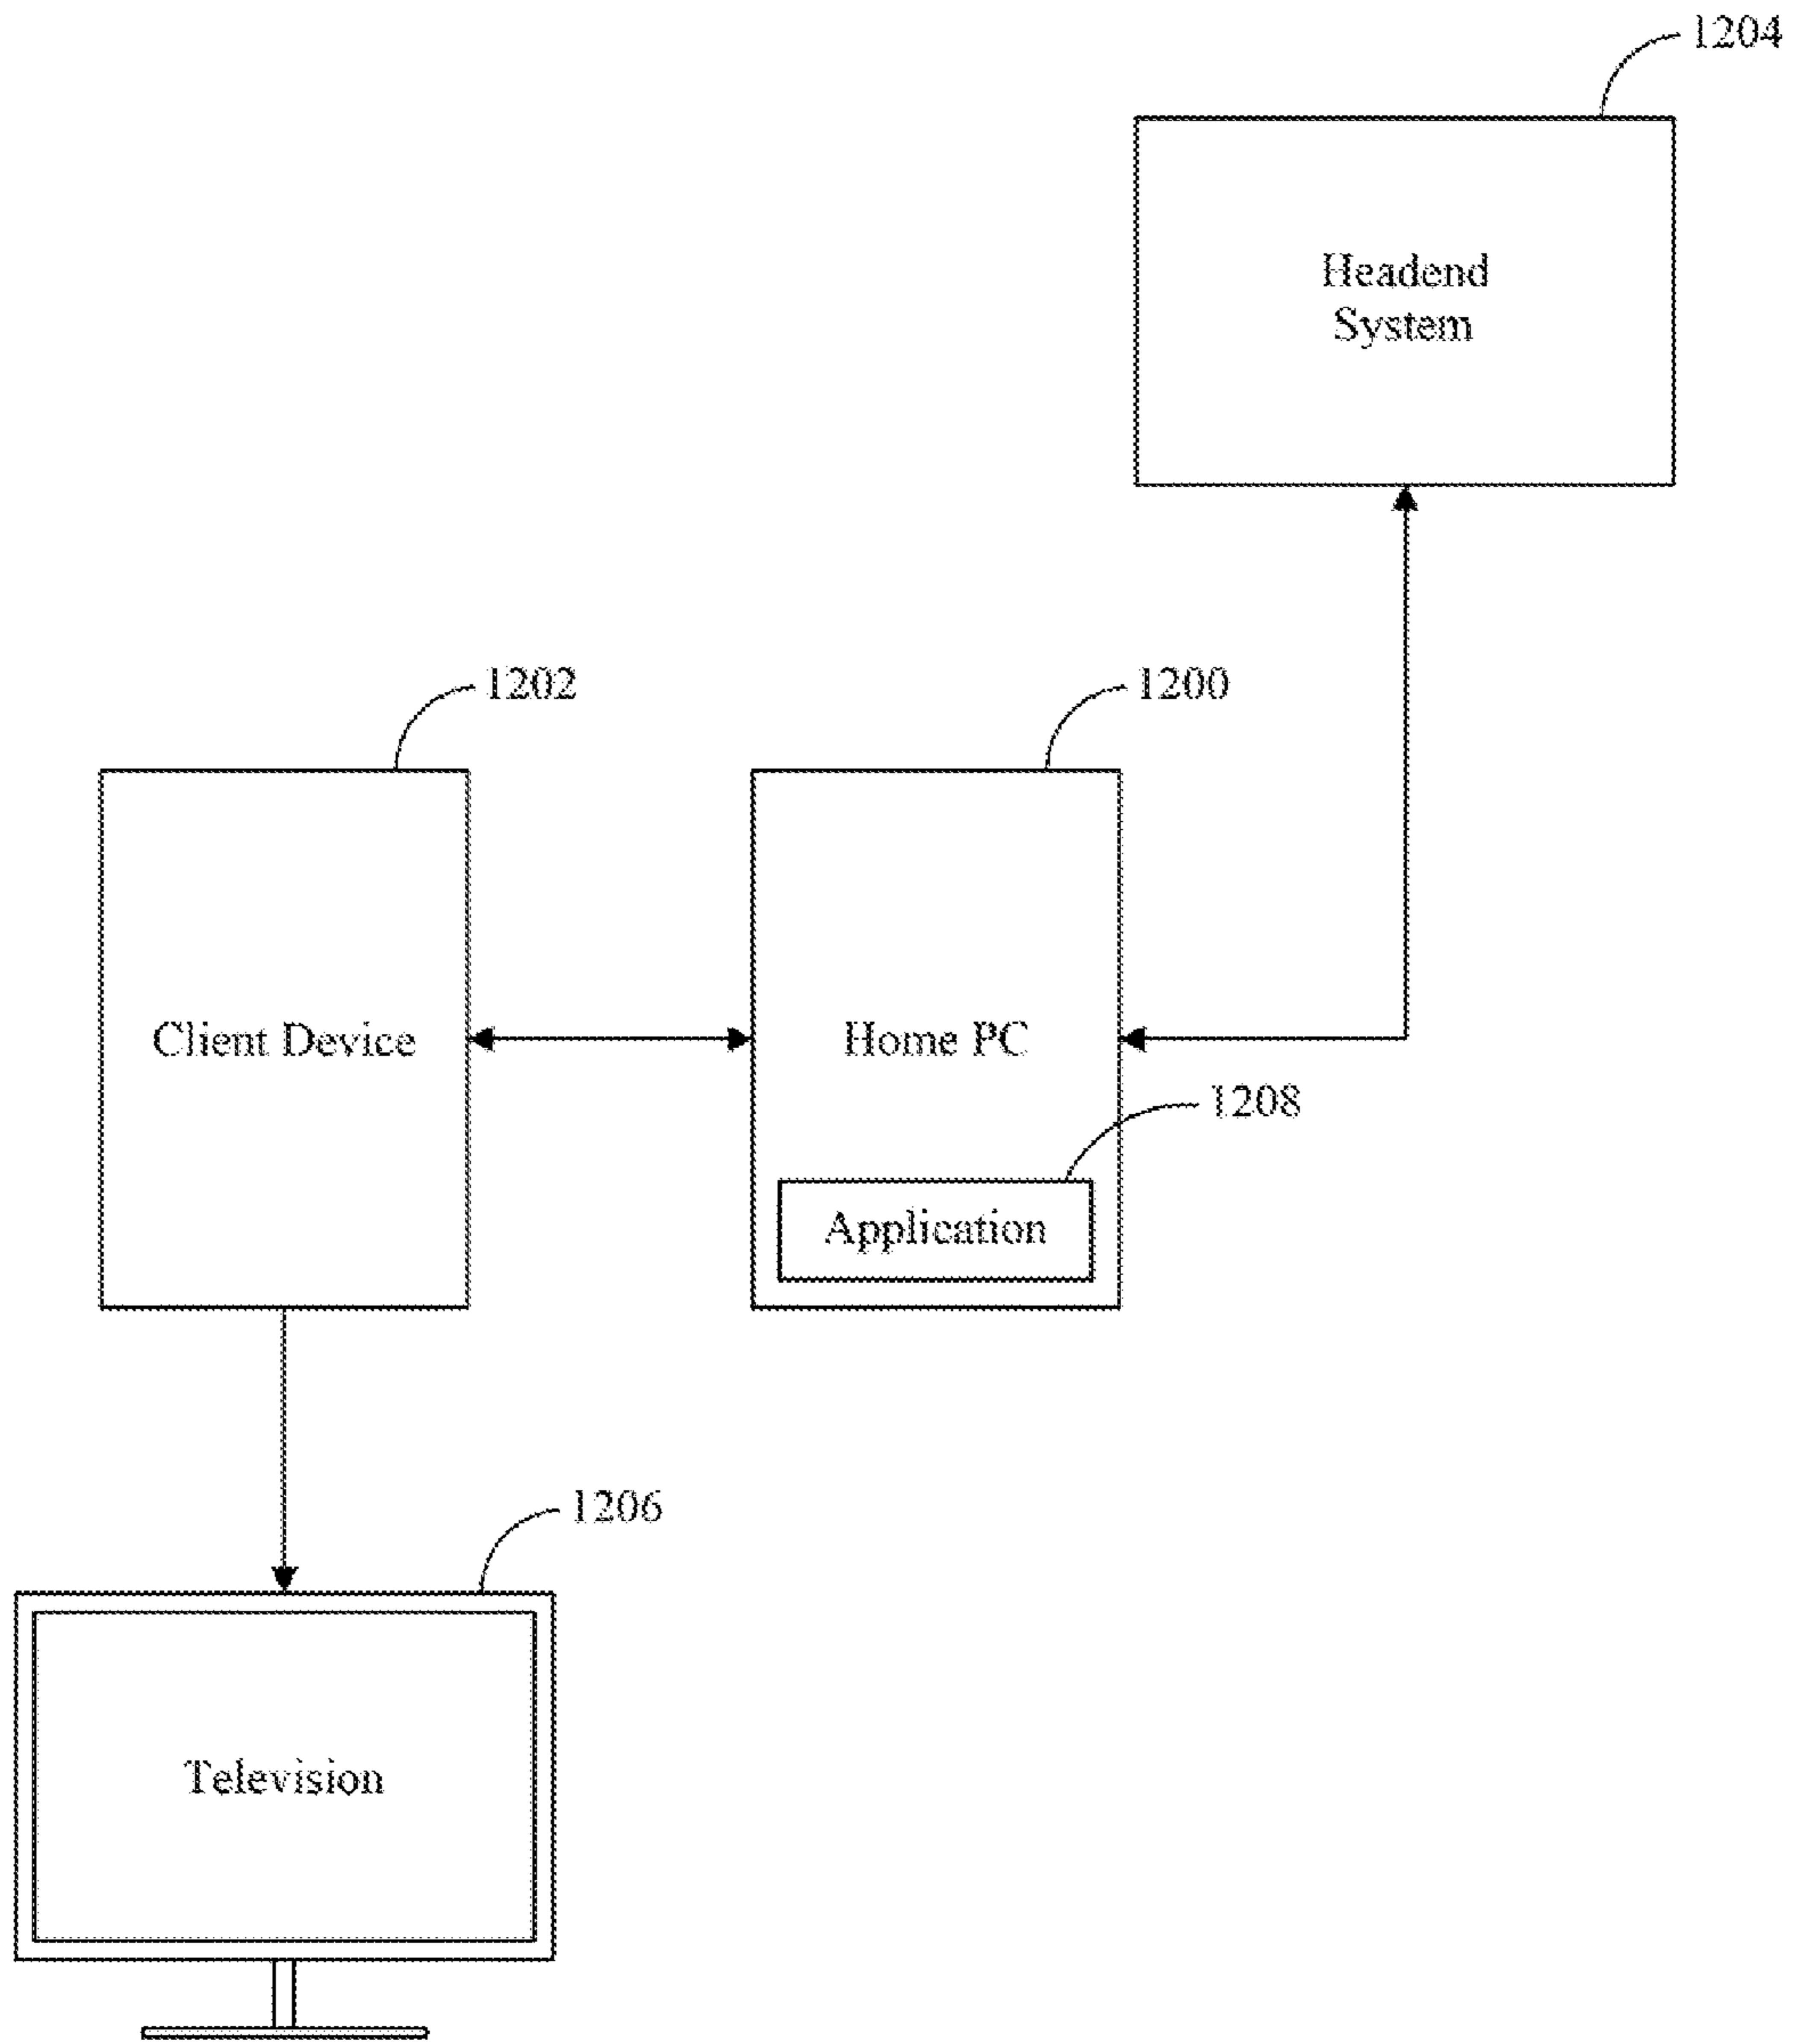 1204
Headend
System
1202
1200
Client Device
Home PC
1208
Application
1206
Television